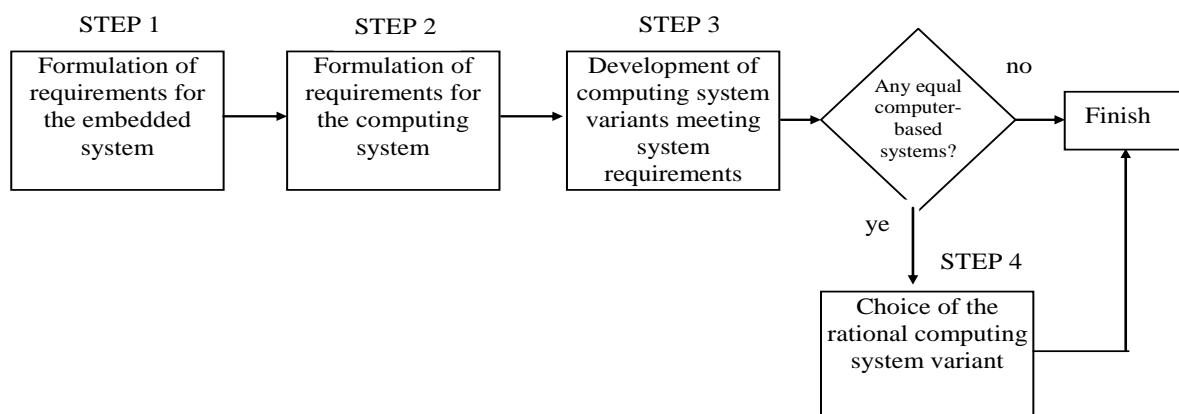 STEP 1
Formulation of
requirements for
the embedded
system
STEP 2
Formulation of
requirements for
the computing
system
STEP 3
Development of
computing system
variants meeting
system
requirements
Any equal
computer-
based
systems?
no
Finish
ye
STEP 4
Choice of the
rational computing
system variant